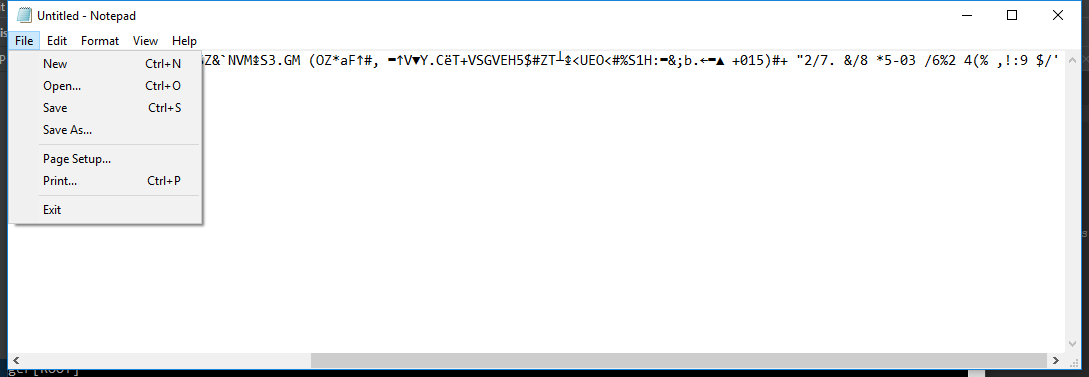 Untitled - Notepad
File Edit Format View Help
Z&`NVM↨S3.GM (OZ*aF↑#, ━↑V▼Y.CëT+VSGVEH5$#ZT┴↨<UEO<#%S1H:━&;b.←━▲ +015)#+ "2/7. &/8 *5-03 /6%2 4(% ,!:9 $/'
New Ctrl+N
Open... Ctrl+O
Save Ctrl+S
Save As...
Page Setup...
Print... Ctrl+P
Exit